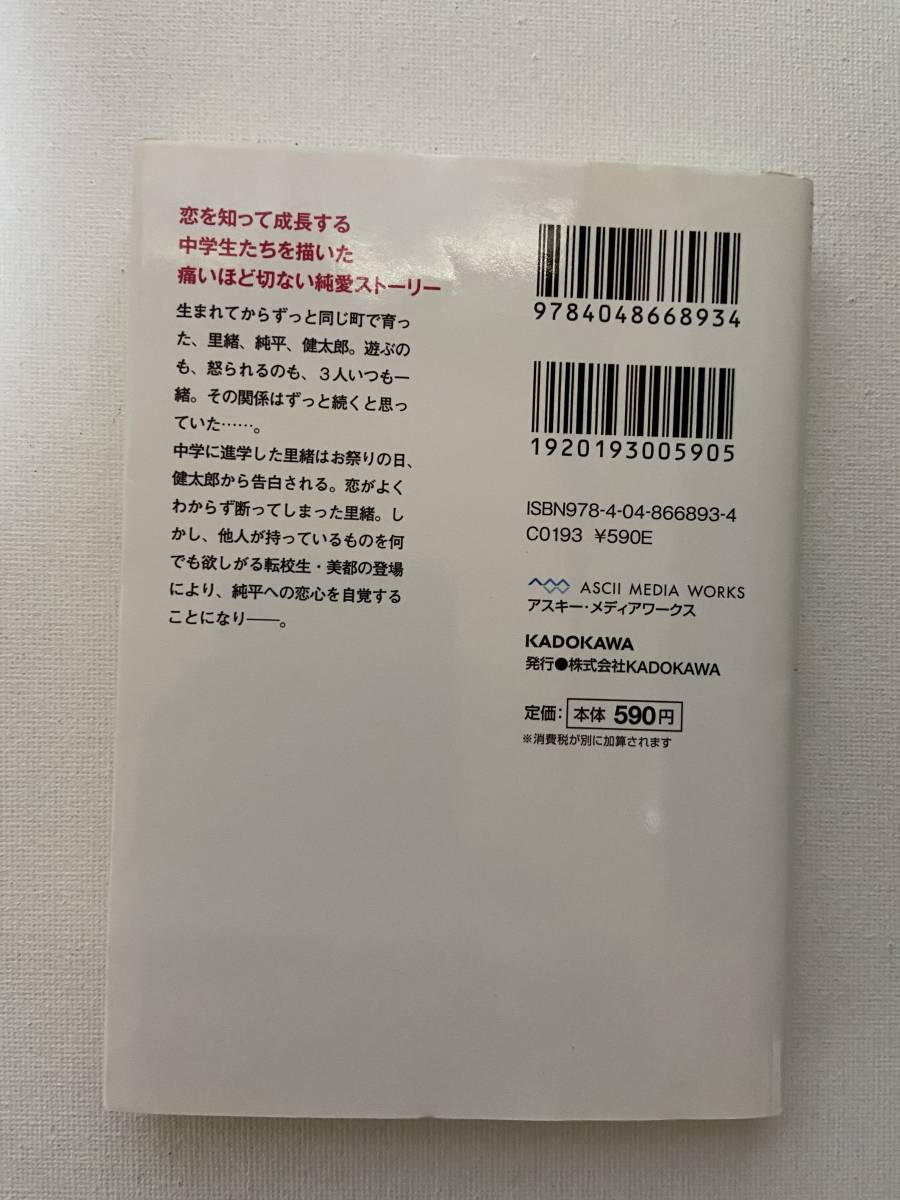 恋を知って成長する
中学生たちを描いた
痛いほど切ない純愛ストーリー
生まれてからずっと同じ町で育っ
た、里緒、純平、健太郎。遊ぶの
も、怒られるのも、3人いつも一
緒。その関係はずっと続くと思っ
ていた……。
中学に進学した里緒はお祭りの日、
健太郎から告白される。恋がよく
わからず断ってしまった里緒。し
かし、他人が持っているものを何
でも欲しがる転校生・美都の登場
により、純平への恋心を自覚する
ことになり――。
9784048668934
1920193005905
ISBN978-4-04-866893-4
C0193 ¥590E
ASCII MEDIA WORKS
アスキー・メディアワークス
KADOKAWA
発行●株式会社KADOKAWA
定価: 本体 590円
※消費税が別に加算されます